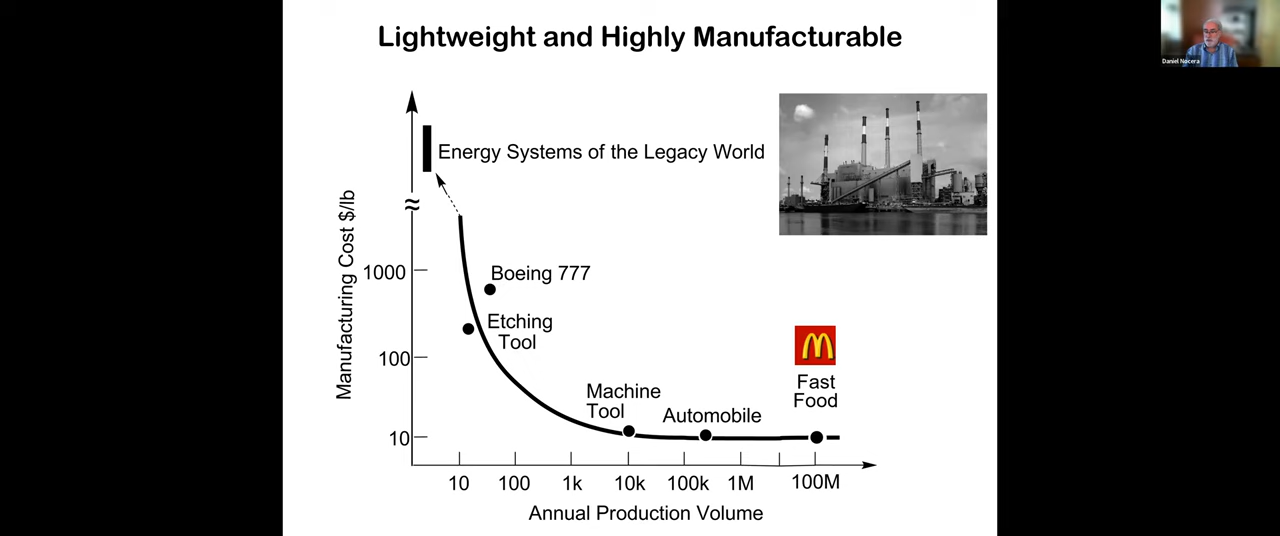 Lightweight and Highly Manufacturable
Daniel Nocera
Energy Systems of the Legacy World
≈
Manufacturing Cost $/lb
1000
100
10
Boeing 777
Etching
Tool
Machine
Tool
Automobile
M
Fast
Food
10
100
1k
10k
100k
1M
100M
Annual Production Volume